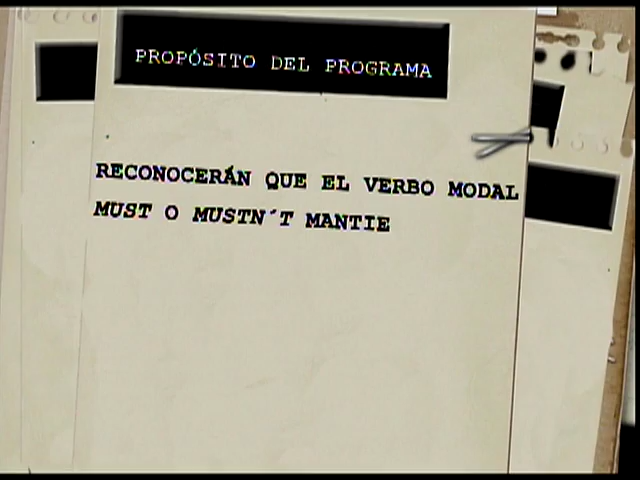 PROPÓSITO DEL PROGRAMA
RECONOCERÁN QUE EL VERBO MODAL
MUST O MUSTN´T MANTIE